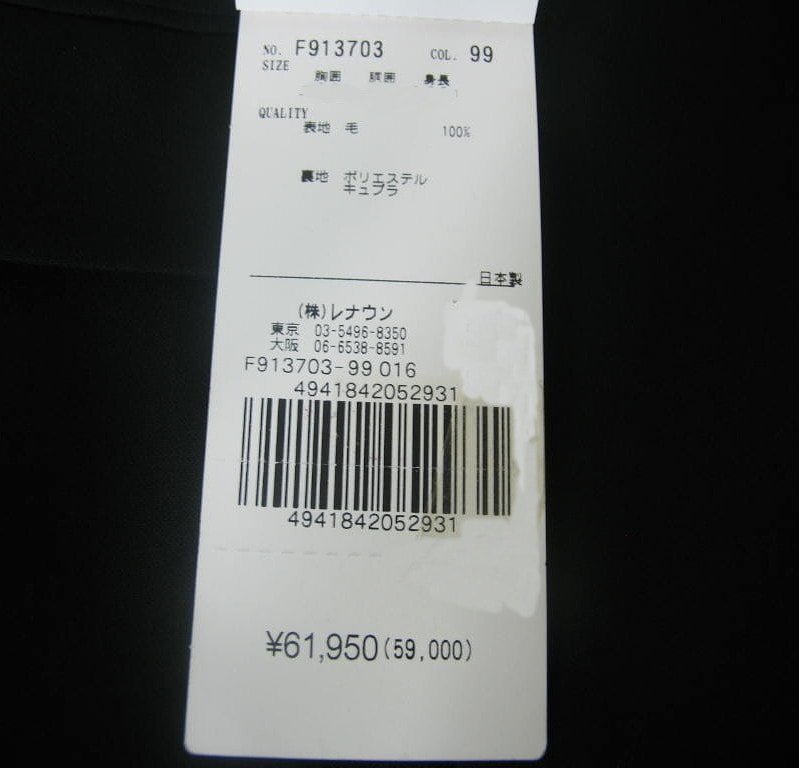 NO. F913703 COL. 99
SIZE
胸囲 胴囲 身長
QUALITY
表地 毛 100%
裏地 ポリエステル
キュプラ
日本製
(株)レナウン
東京 03-5496-8350
大阪 06-6538-8591
F913703-99 016
4941842052931
4941842052931
¥61,950(59,000)